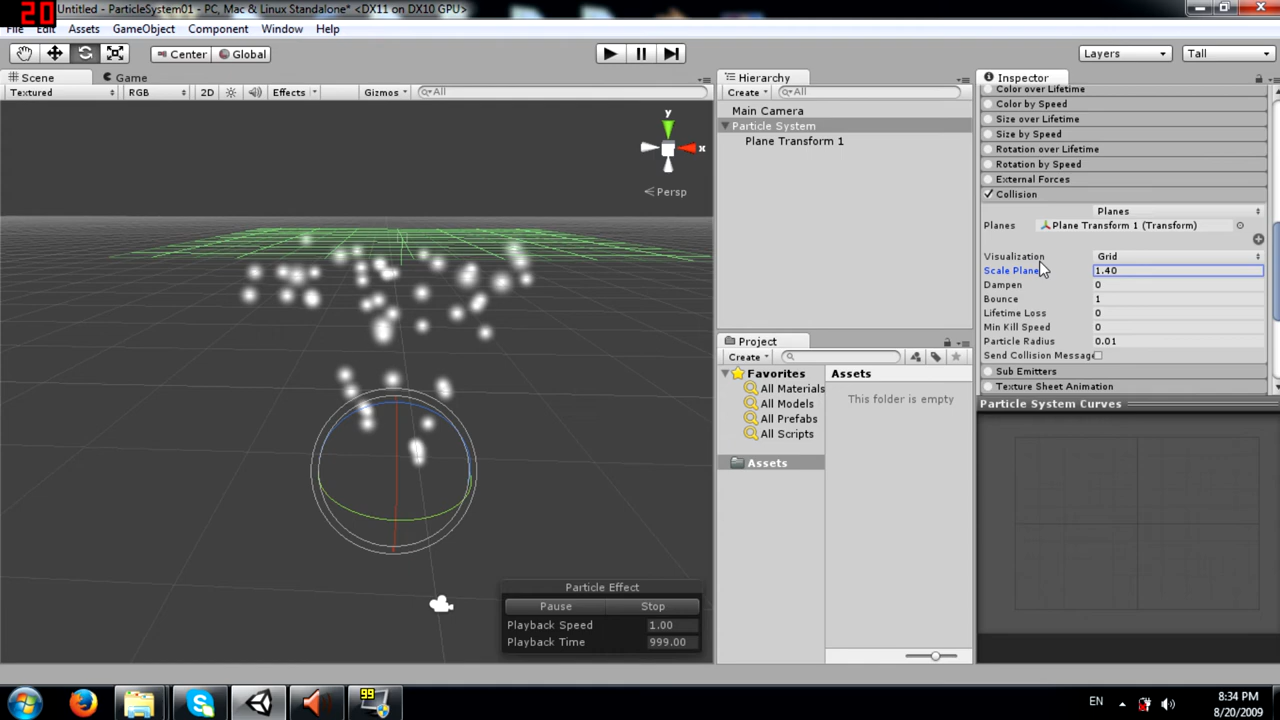 20
Untitled - ParticleSystem01 - PC, Mac & Linux Standalone* <DX11 on DX10 GPU>
File Edit Assets GameObject Component Window Help
Center Global Layers Tall
Scene Game
Textured RGB 2D Effects Gizmos All
y
x
Persp
Particle Effect
Pause Stop
Playback Speed 1.00
Playback Time 999.00
Hierarchy
Create All
Main Camera
Particle System
Plane Transform 1
Project
Create
Favorites
All Materials
All Models
All Prefabs
All Scripts
Assets
Assets
This folder is empty
Inspector
Color over Lifetime
Color by Speed
Size over Lifetime
Size by Speed
Rotation over Lifetime
Rotation by Speed
External Forces
Collision
Planes
Planes Plane Transform 1 (Transform)
Visualization Grid
Scale Plane 1.40
Dampen 0
Bounce 1
Lifetime Loss 0
Min Kill Speed 0
Particle Radius 0.01
Send Collision Message
Sub Emitters
Texture Sheet Animation
Particle System Curves
99
EN
8:34 PM
8/20/2009